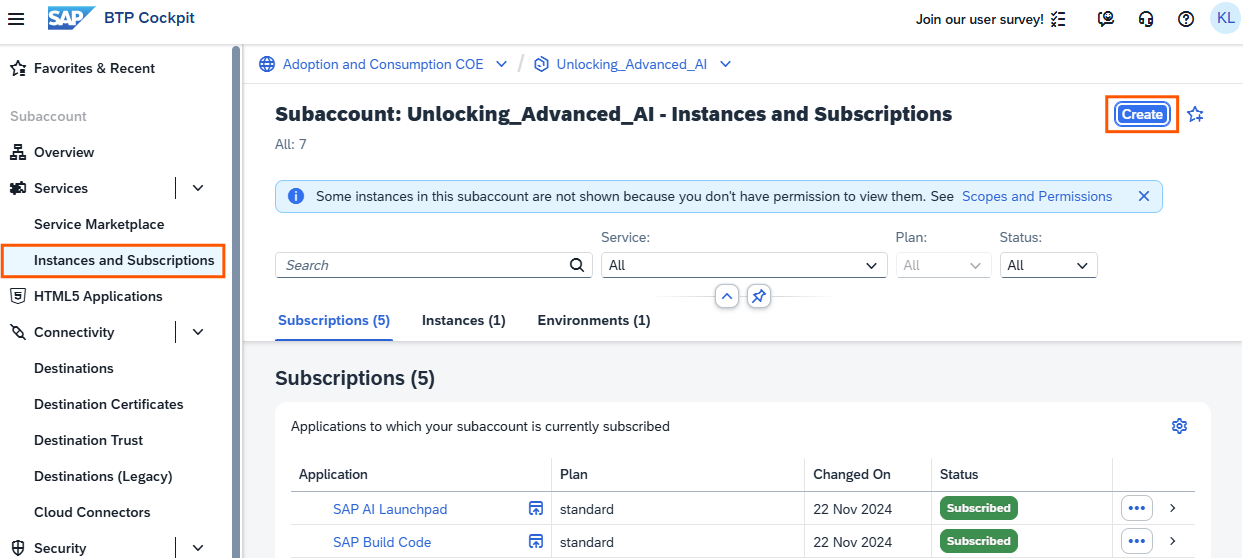 SAP BTP Cockpit
Join our user survey!
KL
Favorites & Recent
Subaccount
Overview
Services
Service Marketplace
Instances and Subscriptions
HTML5 Applications
Connectivity
Destinations
Destination Certificates
Destination Trust
Destinations (Legacy)
Cloud Connectors
Security
Adoption and Consumption COE / Unlocking_Advanced_AI
Subaccount: Unlocking_Advanced_AI - Instances and Subscriptions
Create
All: 7
Some instances in this subaccount are not shown because you don't have permission to view them. See Scopes and Permissions
Service: Plan: Status:
Search All All All
Subscriptions (5) Instances (1) Environments (1)
Subscriptions (5)
Applications to which your subaccount is currently subscribed
Application Plan Changed On Status
SAP AI Launchpad standard 22 Nov 2024 Subscribed
SAP Build Code standard 22 Nov 2024 Subscribed